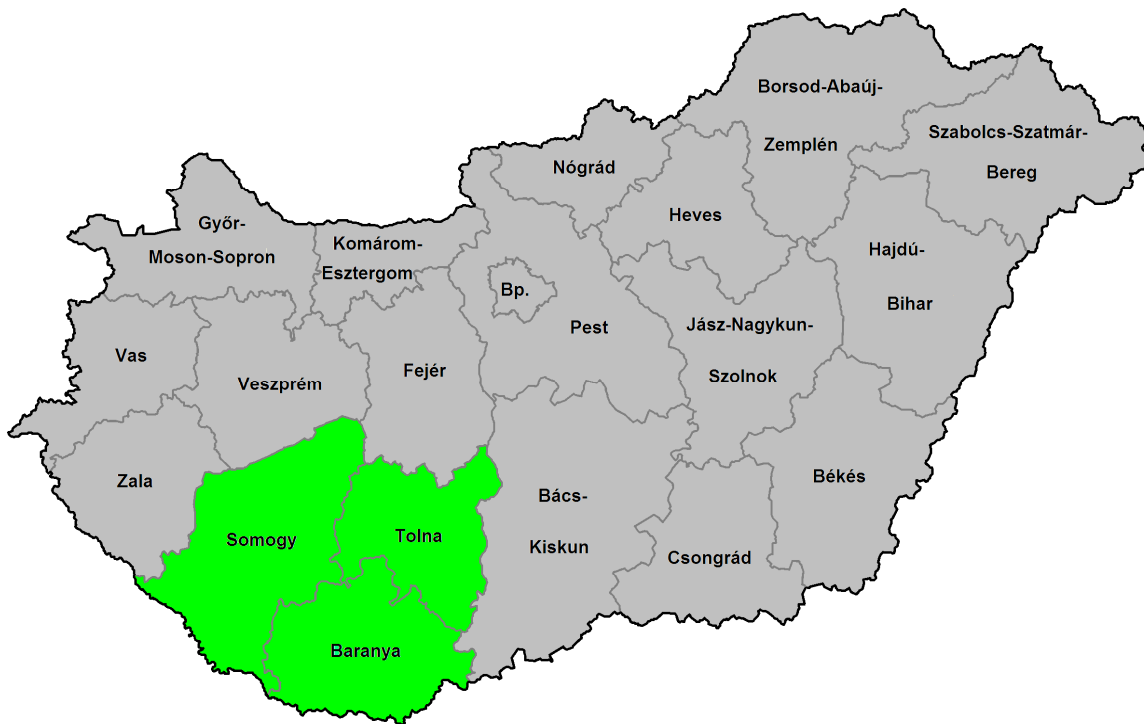 Borsod-Abaúj-
Zemplén
Szabolcs-Szatmár-
Bereg
Nógrád
Heves
Győr-
Moson-Sopron
Komárom-
Esztergom
Hajdú-
Bihar
Bp.
Pest
Jász-Nagykun-
Szolnok
Vas
Veszprém
Fejér
Zala
Békés
Bács-
Kiskun
Somogy
Tolna
Csongrád
Baranya